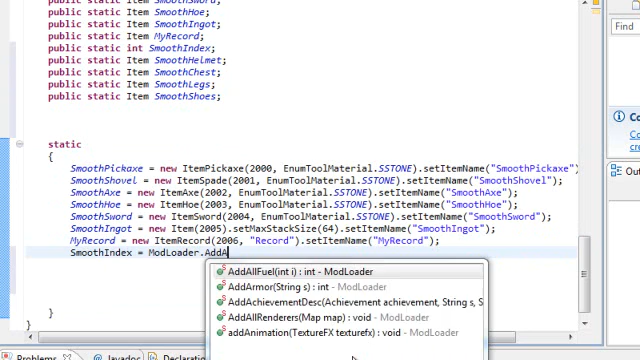 public static Item SmoothSword;
public static Item SmoothHoe;
public static Item SmoothIngot;
public static Item MyRecord;
public static int SmoothIndex;
public static Item SmoothHelmet;
public static Item SmoothChest;
public static Item SmoothLegs;
public static Item SmoothShoes;
static
{
SmoothPickaxe = new ItemPickaxe(2000, EnumToolMaterial.SSTONE).setItemName("SmoothPickaxe"
SmoothShovel = new ItemSpade(2001, EnumToolMaterial.SSTONE).setItemName("SmoothShovel");
SmoothAxe = new ItemAxe(2002, EnumToolMaterial.SSTONE).setItemName("SmoothAxe");
SmoothHoe = new ItemHoe(2003, EnumToolMaterial.SSTONE).setItemName("SmoothHoe");
SmoothSword = new ItemSword(2004, EnumToolMaterial.SSTONE).setItemName("SmoothSword");
SmoothIngot = new Item(2005).setMaxStackSize(64).setItemName("SmoothIngot");
MyRecord = new ItemRecord(2006, "Record").setItemName("MyRecord");
SmoothIndex = ModLoader.AddA
AddAllFuel(int i) : int - ModLoader
AddArmor(String s) : int - ModLoader
AddAchievementDesc(Achievement achievement, String s, S
AddAllRenderers(Map map) : void - ModLoader
addAnimation(TextureFX texturefx) : void - ModLoader
}
}
Find
Co
Co
Out
Problems
Javadoc
Declaration